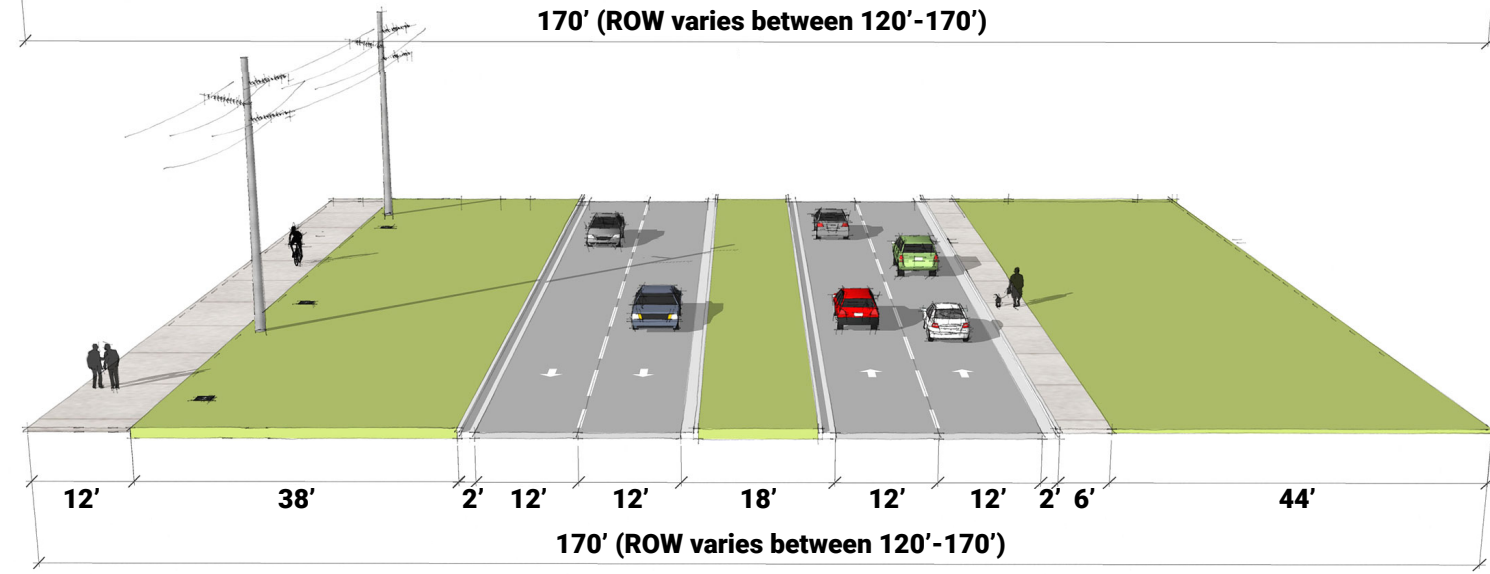 170’ (ROW varies between 120’-170’)
12’ 38’ 2’ 12’ 12’ 18’ 12’ 12’ 2’ 6’ 44’
170’ (ROW varies between 120’-170’)